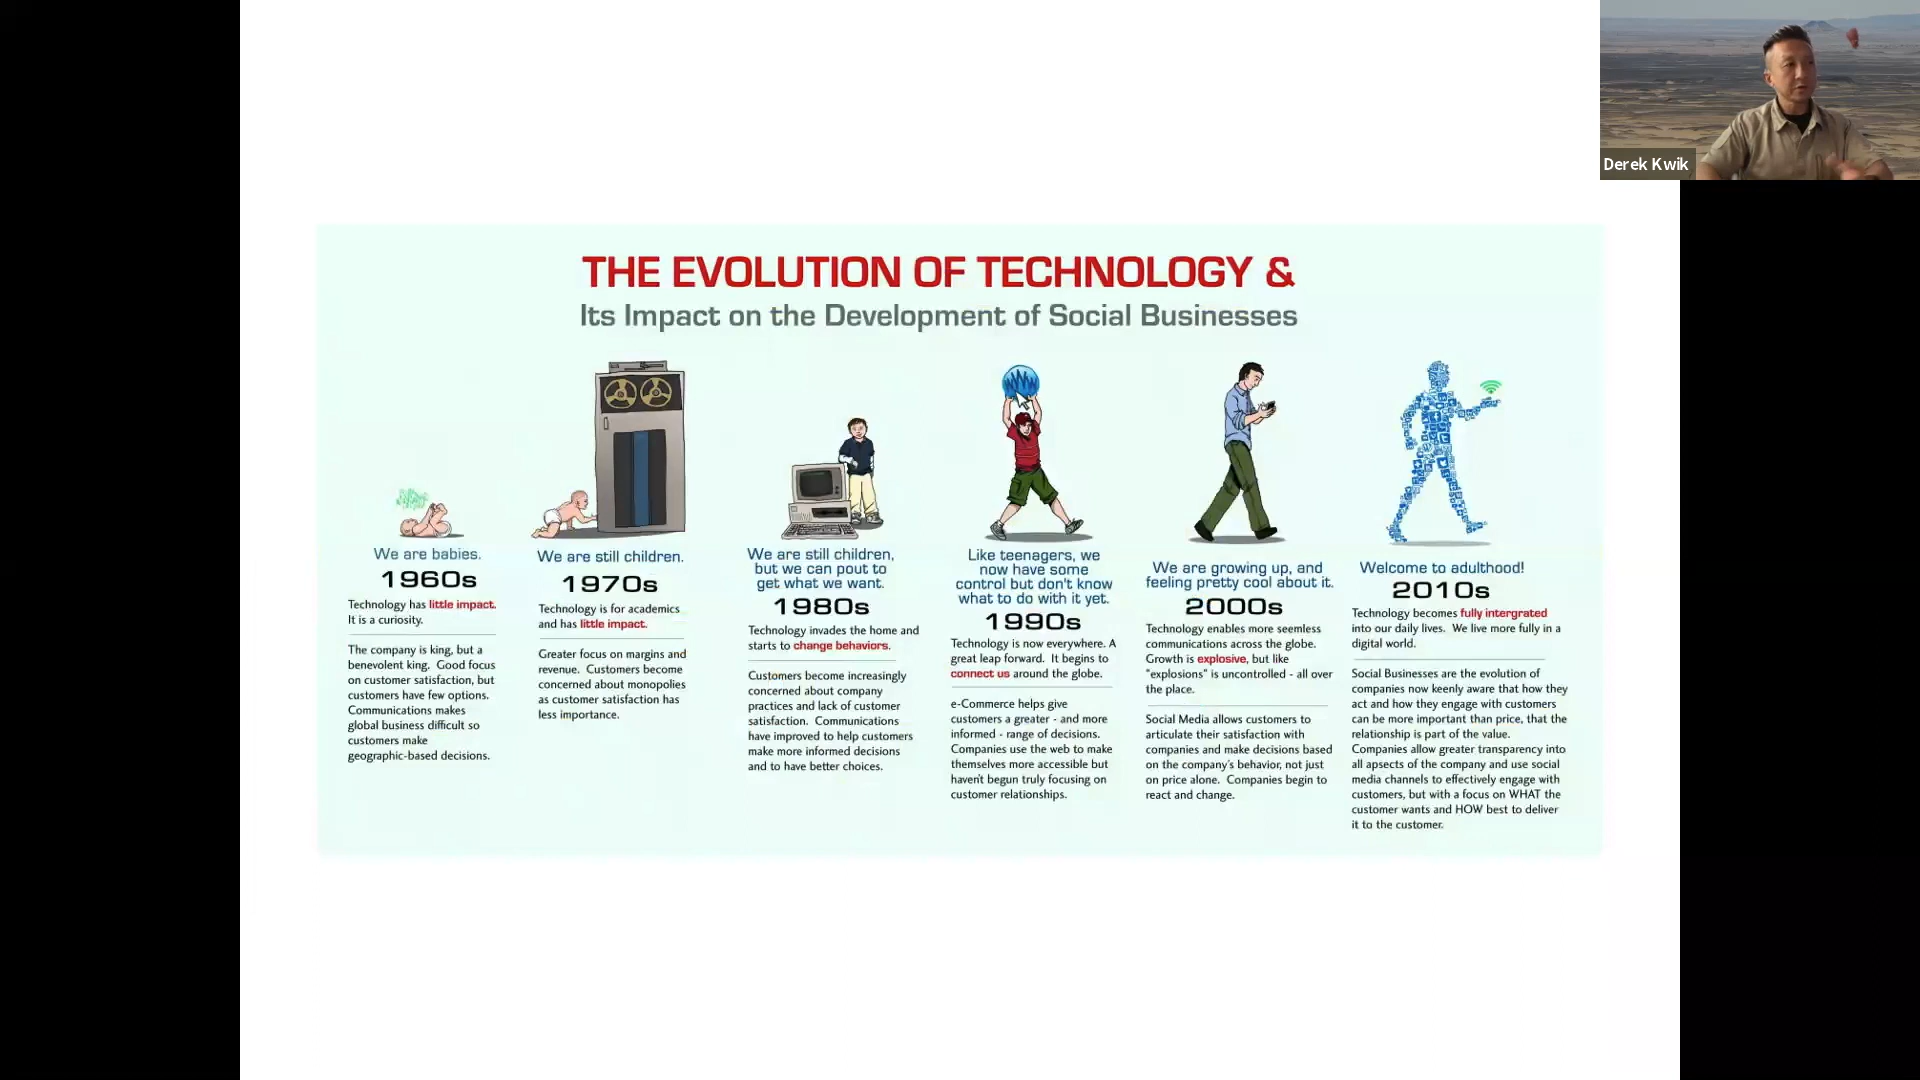 Derek Kwik
THE EVOLUTION OF TECHNOLOGY &
Its Impact on the Development of Social Businesses
We are babies.
1960s
Technology has little impact.
It is a curiosity.
The company is king, but a
benevolent king. Good focus
on customer satisfaction, but
customers have few options.
Communications makes
global business difficult so
customers make
geographic-based decisions.
We are still children.
1970s
Technology is for academics
and has little impact.
Greater focus on margins and
revenue. Customers become
concerned about monopolies
as customer satisfaction has
less importance.
We are still children,
but we can pout to
get what we want.
1980s
Technology invades the home and
starts to change behaviors.
Customers become increasingly
concerned about company
practices and lack of customer
satisfaction. Communications
have improved to help customers
make more informed decisions
and to have better choices.
Like teenagers, we
now have some
control but don't know
what to do with it yet.
1990s
Technology is now everywhere. A
great leap forward. It begins to
connect us around the globe.
e-Commerce helps give
customers a greater - and more
informed - range of decisions.
Companies use the web to make
themselves more accessible but
haven't begun truly focusing on
customer relationships.
We are growing up, and
feeling pretty cool about it.
2000s
Technology enables more seemless
communications across the globe.
Growth is explosive, but like
"explosions" is uncontrolled - all over
the place.
Social Media allows customers to
articulate their satisfaction with
companies and make decisions based
on the company's behavior, not just
on price alone. Companies begin to
react and change.
Welcome to adulthood!
2010s
Technology becomes fully intergrated
into our daily lives. We live more fully in a
digital world.
Social Businesses are the evolution of
companies now keenly aware that how they
act and how they engage with customers
can be more important than price, that the
relationship is part of the value.
Companies allow greater transparency into
all apsects of the company and use social
media channels to effectively engage with
customers, but with a focus on WHAT the
customer wants and HOW best to deliver
it to the customer.